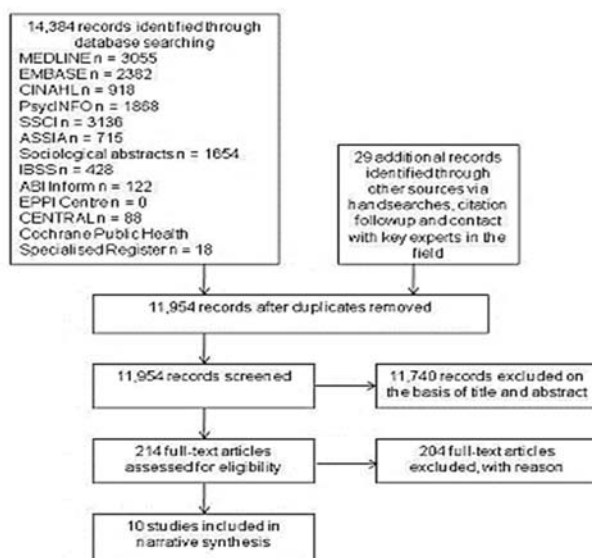 14,384 records identified through
database searching
MEDLINE n = 3055
EMBASE n = 2382
CINAHL n = 918
PsycINFO n = 1868
SSCI n = 3136
ASSIA n = 715
Sociological abstracts n = 1654
IBSS n = 428
ABI Inform n = 122
EPPI Centre n = 0
CENTRAL n = 88
Cochrane Public Health
Specialised Register n = 18
29 additional records
identified through
other sources via
handsearches, citation
followup and contact
with key experts in the
field
11,954 records after duplicates removed
11,954 records screened
11,740 records excluded on
the basis of title and abstract
214 full-text articles
assessed for eligibility
204 full-text articles
excluded, with reason
10 studies included in
narrative synthesis